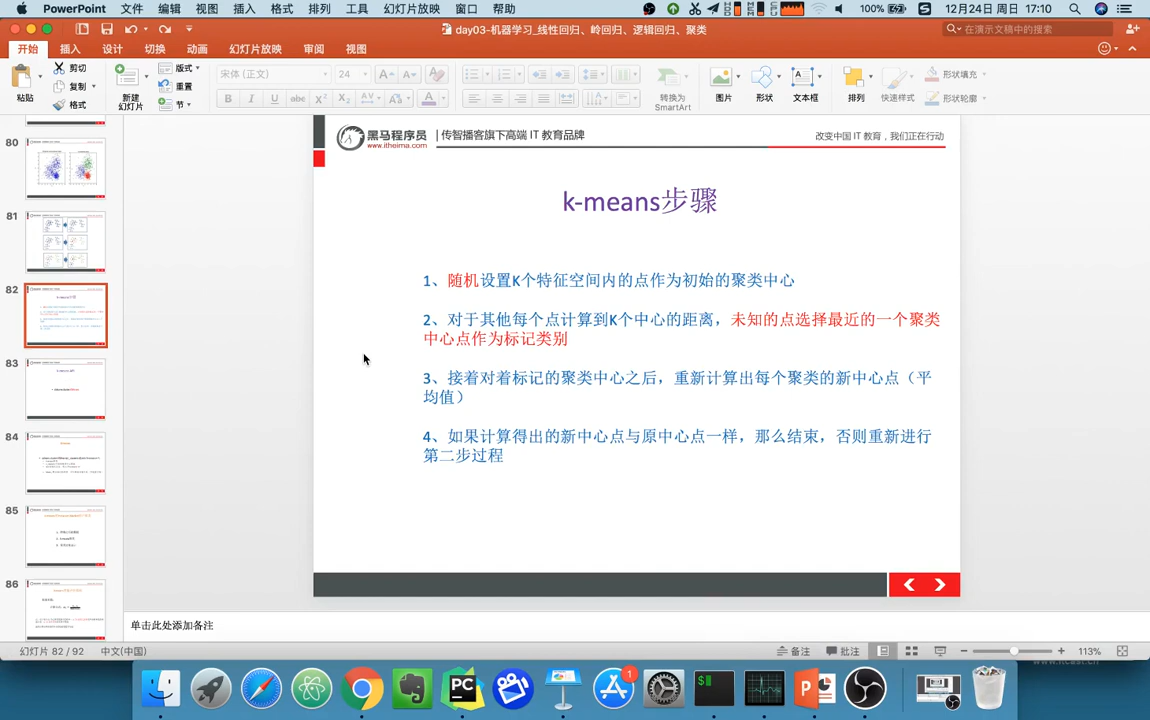 PowerPoint 文件 编辑 视图 插入 格式 排列 工具 幻灯片放映 窗口 帮助 100% 12月24日 周日 17:10
day03-机器学习_线性回归、岭回归、逻辑回归、聚类 在演示文稿中搜索
开始 插入 设计 切换 动画 幻灯片放映 审阅 视图
粘贴 剪切 复制 格式 新建幻灯片 版式 重置 节 宋体 (正文) 24 转换为 SmartArt 图片 形状 文本框 排列 快速样式 形状填充 形状轮廓
黑马程序员 | 传智播客旗下高端 IT 教育品牌 改变中国 IT 教育，我们正在行动
www.itheima.com
k-means步骤
1、随机设置K个特征空间内的点作为初始的聚类中心
2、对于其他每个点计算到K个中心的距离，未知的点选择最近的一个聚类
中心点作为标记类别
3、接着对着标记的聚类中心之后，重新计算出每个聚类的新中心点（平
均值）
4、如果计算得出的新中心点与原中心点一样，那么结束，否则重新进行
第二步过程
80
81
82
83
84
85
86
单击此处添加备注
幻灯片 82 / 92 中文(中国) 备注 批注 113%